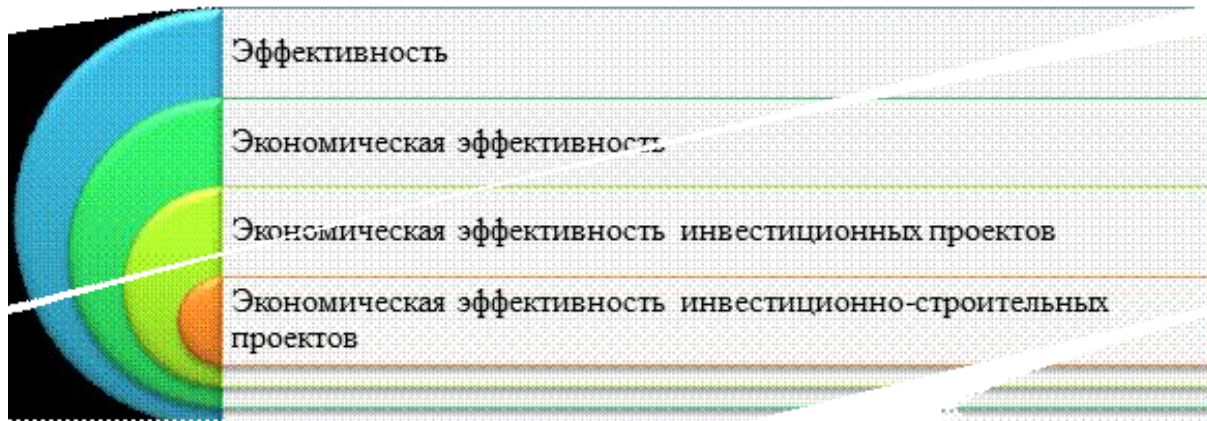 Эффективность
Экономическая эффективность
Экономическая эффективность инвестиционных проектов
Экономическая эффективность инвестиционно-строительных
проектов